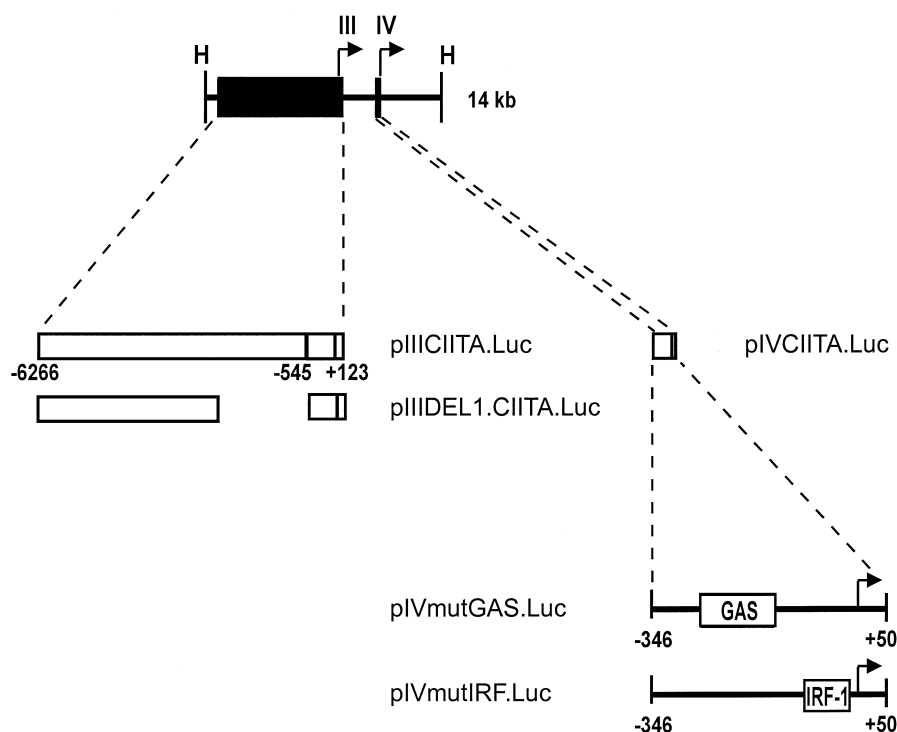 III IV
H H
14 kb
pIIICIITA.Luc pIVCIITA.Luc
-6266 -545 +123
pIIIDEL1.CIITA.Luc
pIVmutGAS.Luc GAS
-346 +50
pIVmutIRF.Luc IRF-1
-346 +50